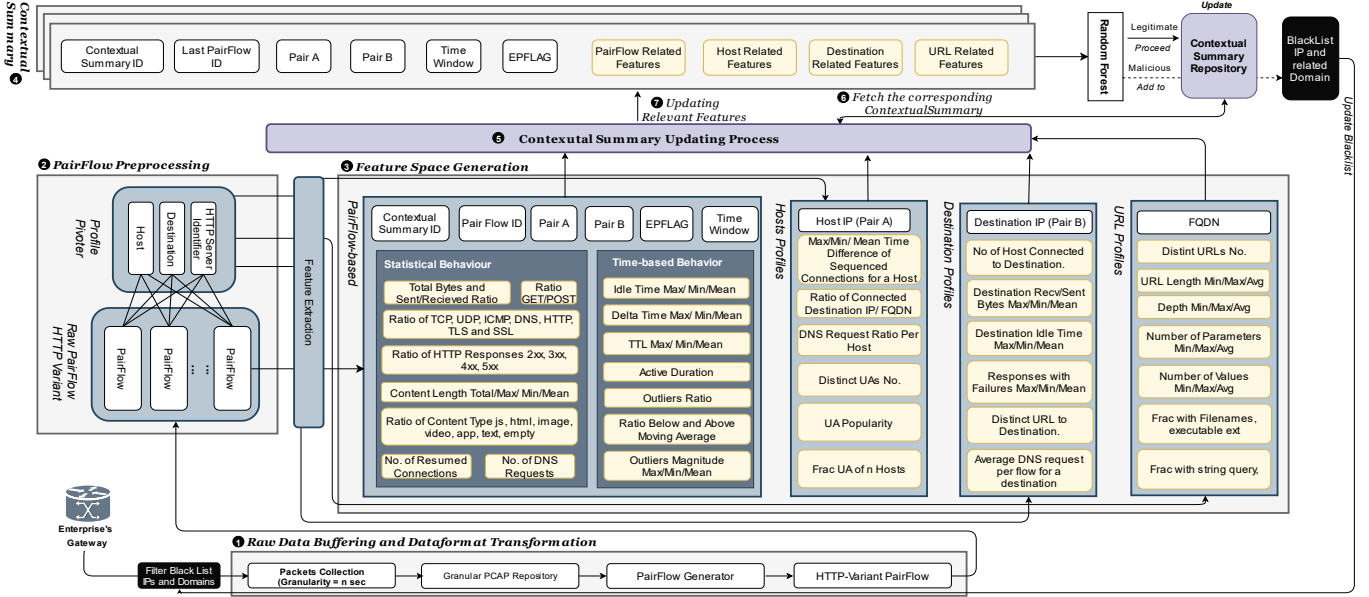 Contextual
Summary
4
Contextual
Summary ID
Last PairFlow
ID
Pair A
Pair B
Time
Window
EPFLAG
PairFlow Related
Features
Host Related
Features
Destination
Related Features
URL Related
Features
Random Forest
Legitimate
Proceed
Malicious
Add to
Update
Contextual
Summary
Repository
BlackList
IP and
related
Domain
Update Blacklist
7 Updating
Relevant Features
6 Fetch the corresponding
ContextualSummary
5 Contexutal Summary Updating Process
2 PairFlow Preprocessing
Profile
Pivoter
Host
Destination
HTTP Server
Identifier
Raw PairFlow
HTTP Variant
PairFlow
PairFlow
... ...
PairFlow
Feature Extraction
3 Feature Space Generation
PairFlow-based
Contextual
Summary ID
Pair Flow ID
Pair A
Pair B
EPFLAG
Time
Window
Statistical Behaviour
Total Bytes and
Sent/Recieved Ratio
Ratio
GET/POST
Ratio of TCP, UDP, ICMP, DNS, HTTP,
TLS and SSL
Ratio of HTTP Responses 2xx, 3xx,
4xx, 5xx
Content Length Total/Max/ Min/Mean
Ratio of Content Type js, html, image,
video, app, text, empty
No. of Resumed
Connections
No. of DNS
Requests
Time-based Behavior
Idle Time Max/ Min/Mean
Delta Time Max/ Min/Mean
TTL Max/ Min/Mean
Active Duration
Outliers Ratio
Ratio Below and Above
Moving Average
Outliers Magnitude
Max/Min/Mean
Hosts Profiles
Host IP (Pair A)
Max/Min/ Mean Time
Difference of
Sequenced
Connections for a Host
Ratio of Connected
Destination IP/ FQDN
DNS Request Ratio Per
Host
Distinct UAs No.
UA Popularity
Frac UA of n Hosts
Destination Profiles
Destination IP (Pair B)
No of Host Connected
to Destination.
Destination Recv/Sent
Bytes Max/Min/Mean
Destination Idle Time
Max/Min/Mean
Responses with
Failures Max/Min/Mean
Distinct URL to
Destination.
Average DNS request
per flow for a
destination
URL Profiles
FQDN
Distint URLs No.
URL Length Min/Max/Avg
Depth Min/Max/Avg
Number of Parameters
Min/Max/Avg
Number of Values
Min/Max/Avg
Frac with Filenames,
executable ext
Frac with string query,
Enterprise's
Gateway
Filter Black List
IPs and Domains
1 Raw Data Buffering and Dataformat Transformation
Packets Collection
(Granularity = n sec
Granular PCAP Repository
PairFlow Generator
HTTP-Variant PairFlow